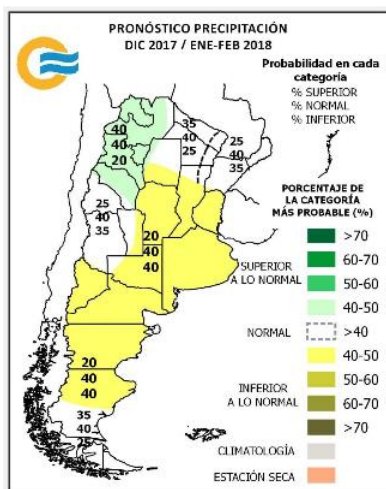 PRONÓSTICO PRECIPITACIÓN
DIC 2017 / ENE-FEB 2018
Probabilidad en cada
categoría
% SUPERIOR
% NORMAL
% INFERIOR
40
40
20
35
40
25
25
40
35
25
40
35
20
40
40
20
40
40
35
40
25
PORCENTAJE DE
LA CATEGORÍA
MÁS PROBABLE (%)
>70
60-70
50-60
SUPERIOR
A LO NORMAL
40-50
NORMAL
>40
40-50
50-60
INFERIOR
A LO NORMAL
60-70
>70
CLIMATOLOGÍA
ESTACIÓN SECA